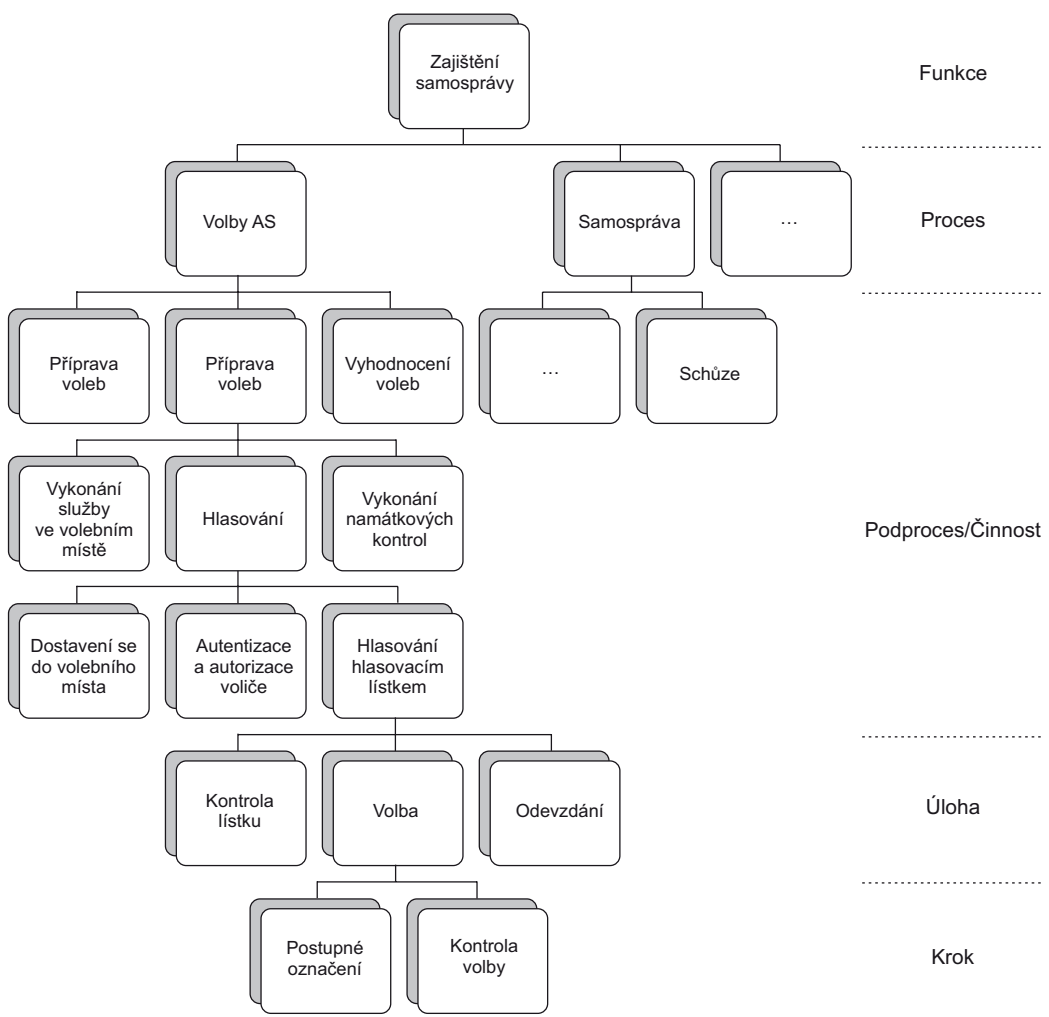 Zajištění
samosprávy
Funkce
Volby AS
Samospráva
…
Proces
Příprava
voleb
Příprava
voleb
Vyhodnocení
voleb
…
Schůze
Vykonání
služby
ve volebním
místě
Hlasování
Vykonání
namátkových
kontrol
Podproces/Činnost
Dostavení se
do volebního
místa
Autentizace
a autorizace
voliče
Hlasování
hlasovacím
lístkem
Kontrola
lístku
Volba
Odevzdání
Úloha
Postupné
označení
Kontrola
volby
Krok